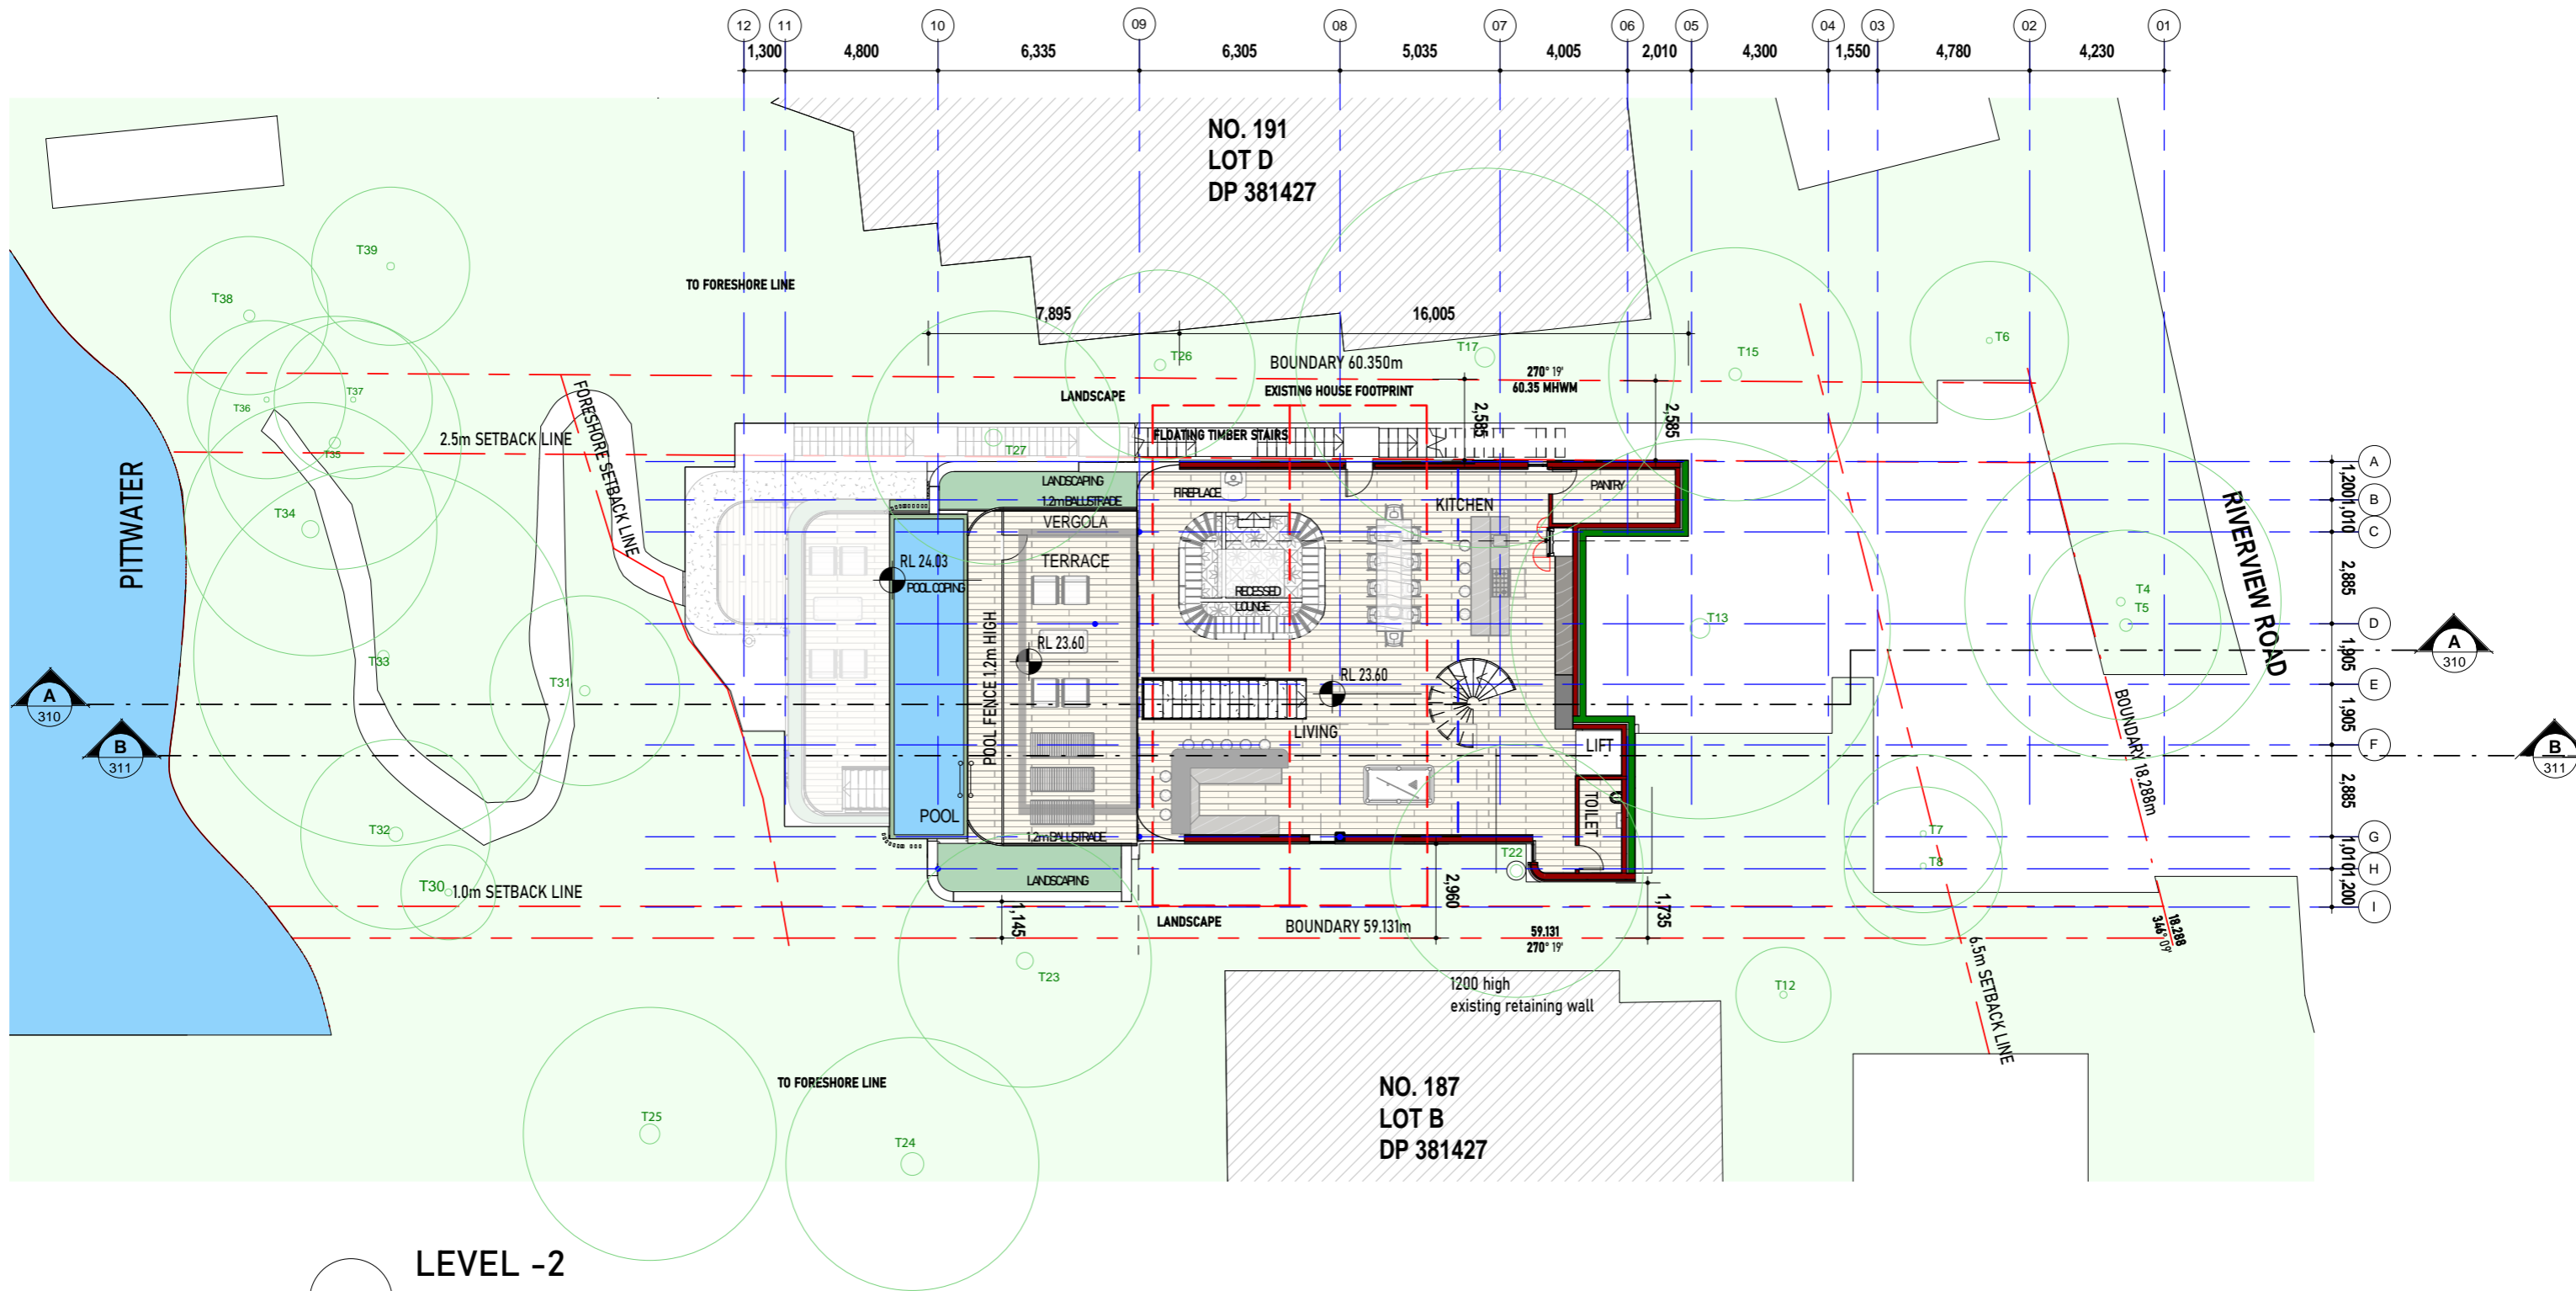 12
11
10
09
08
07
06
05
04
03
02
01
1,300
4,800
6,335
6,305
5,035
4,005
2,010
4,300
1,550
4,780
4,230
NO. 191
LOT D
DP 381427
T39
T38
TO FORESHORE LINE
7,895
16,005
T26
T17
T15
T6
BOUNDARY 60.350m
270° 19'
60.35 MHWM
LANDSCAPE
EXISTING HOUSE FOOTPRINT
T36
T37
FORESHORE SETBACK LINE
2.5m SETBACK LINE
T35
T27
FLOATING TIMBER STAIRS
2,585
2,585
A
B
C
D
E
F
G
H
I
1,200
1,010
2,885
1,905
1,905
2,885
1,010
1,200
PITTWATER
T34
LANDSCAPING
1.2m BALUSTRADE
VERGOLA
TERRACE
FIREPLACE
KITCHEN
PANTRY
RIVERVIEW ROAD
RL 24.03
POOL COPING
RECESSED
LOUNGE
POOL FENCE 1.2m HIGH
RL 23.60
RL 23.60
T13
T4
T5
T33
T31
A
310
A
310
B
311
B
311
LIVING
LIFT
TOILET
BOUNDARY 18.288m
POOL
1.2m BALUSTRADE
T32
T30
1.0m SETBACK LINE
LANDSCAPING
T22
T7
T8
1,145
2,960
1,735
LANDSCAPE
BOUNDARY 59.131m
59.131
270° 19'
18.288
346° 09'
6.5m SETBACK LINE
T23
1200 high
existing retaining wall
T12
TO FORESHORE LINE
NO. 187
LOT B
DP 381427
T25
T24
LEVEL -2